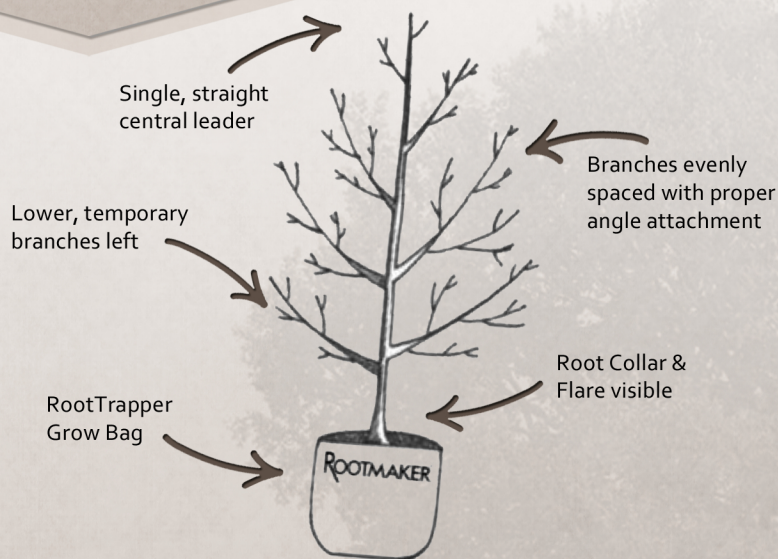 Single, straight
central leader
Branches evenly
spaced with proper
angle attachment
Lower, temporary
branches left
Root Collar &
Flare visible
RootTrapper
Grow Bag
ROOTMAKER